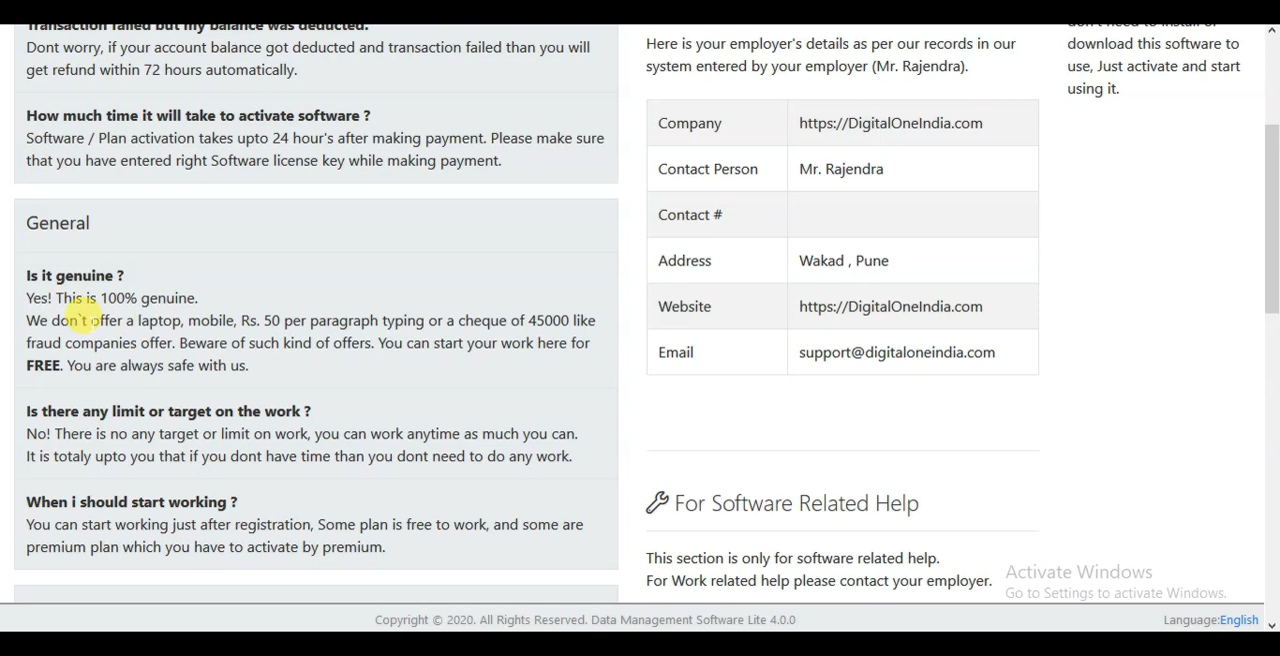 Transaction failed but my balance was deducted.
Dont worry, if your account balance got deducted and transaction failed than you will
get refund within 72 hours automatically.
How much time it will take to activate software ?
Software / Plan activation takes upto 24 hour's after making payment. Please make sure
that you have entered right Software license key while making payment.
General
Is it genuine ?
Yes! This is 100% genuine.
We don't offer a laptop, mobile, Rs. 50 per paragraph typing or a cheque of 45000 like
fraud companies offer. Beware of such kind of offers. You can start your work here for
FREE. You are always safe with us.
Is there any limit or target on the work ?
No! There is no any target or limit on work, you can work anytime as much you can.
It is totaly upto you that if you dont have time than you dont need to do any work.
When i should start working ?
You can start working just after registration, Some plan is free to work, and some are
premium plan which you have to activate by premium.
Here is your employer's details as per our records in our
system entered by your employer (Mr. Rajendra).
Company https://DigitalOneIndia.com
Contact Person Mr. Rajendra
Contact #
Address Wakad , Pune
Website https://DigitalOneIndia.com
Email support@digitaloneindia.com
For Software Related Help
This section is only for software related help.
For Work related help please contact your employer.
don't need to install or
download this software to
use, Just activate and start
using it.
Activate Windows
Go to Settings to activate Windows.
Copyright © 2020. All Rights Reserved. Data Management Software Lite 4.0.0
Language:English